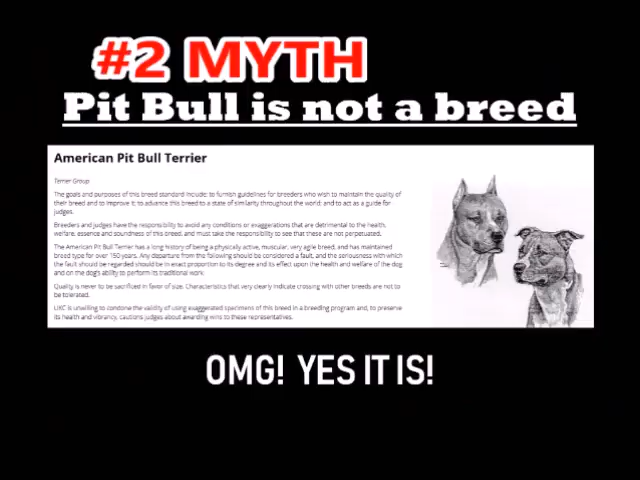 #2 MYTH
Pit Bull is not a breed
American Pit Bull Terrier
Terrier Group
The goals and purposes of this breed standard include: to furnish guidelines for breeders who wish to maintain the quality of
their breed and to improve it; to advance this breed to a state of similarity throughout the world; and to act as a guide for
judges.
Breeders and judges have the responsibility to avoid any conditions or exaggerations that are detrimental to the health,
welfare, essence and soundness of this breed, and must take the responsibility to see that these are not perpetuated.
The American Pit Bull Terrier has a long history of being a physically active, muscular, very agile breed, and has maintained
breed type for over 150 years. Any departure from the following should be considered a fault, and the seriousness with which
the fault should be regarded should be in exact proportion to its degree and its effect upon the health and welfare of the dog
and on the dog's ability to perform its traditional work.
Quality is never to be sacrificed in favor of size. Characteristics that very clearly indicate crossing with other breeds are not to
be tolerated.
UKC is unwilling to condone the validity of using exaggerated specimens of this breed in a breeding program and, to preserve
its health and vibrancy, cautions judges about awarding wins to these representatives.
OMG! YES IT IS!